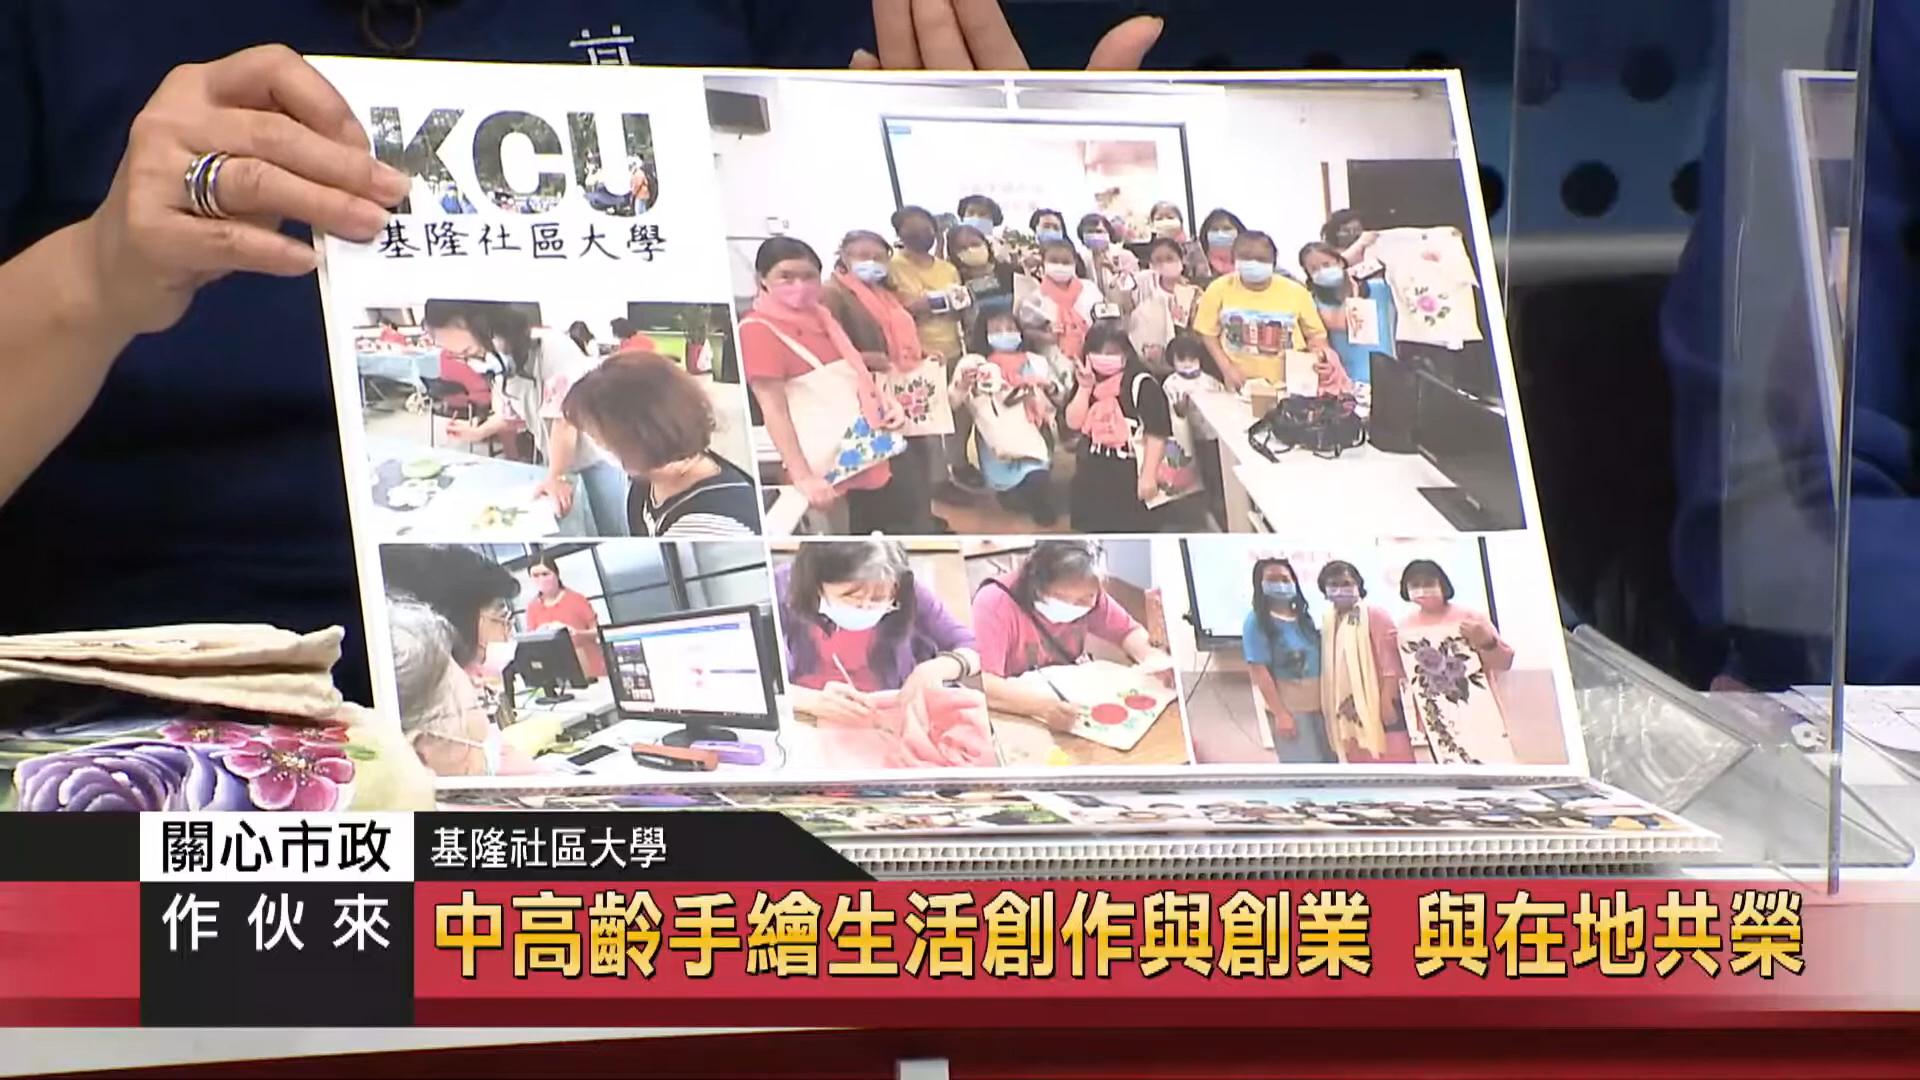 KCU
基隆社區大學
關心市政
作伙來
基隆社區大學
中高齡手繪生活創作與創業 與在地共榮